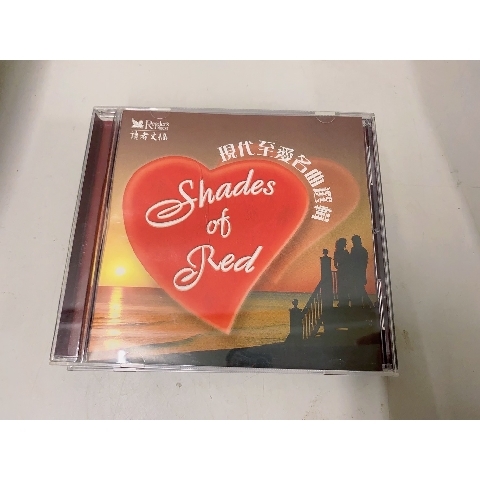 Reader's
Digest
讀者文摘
現代至愛名曲選輯
Shades
of
Red